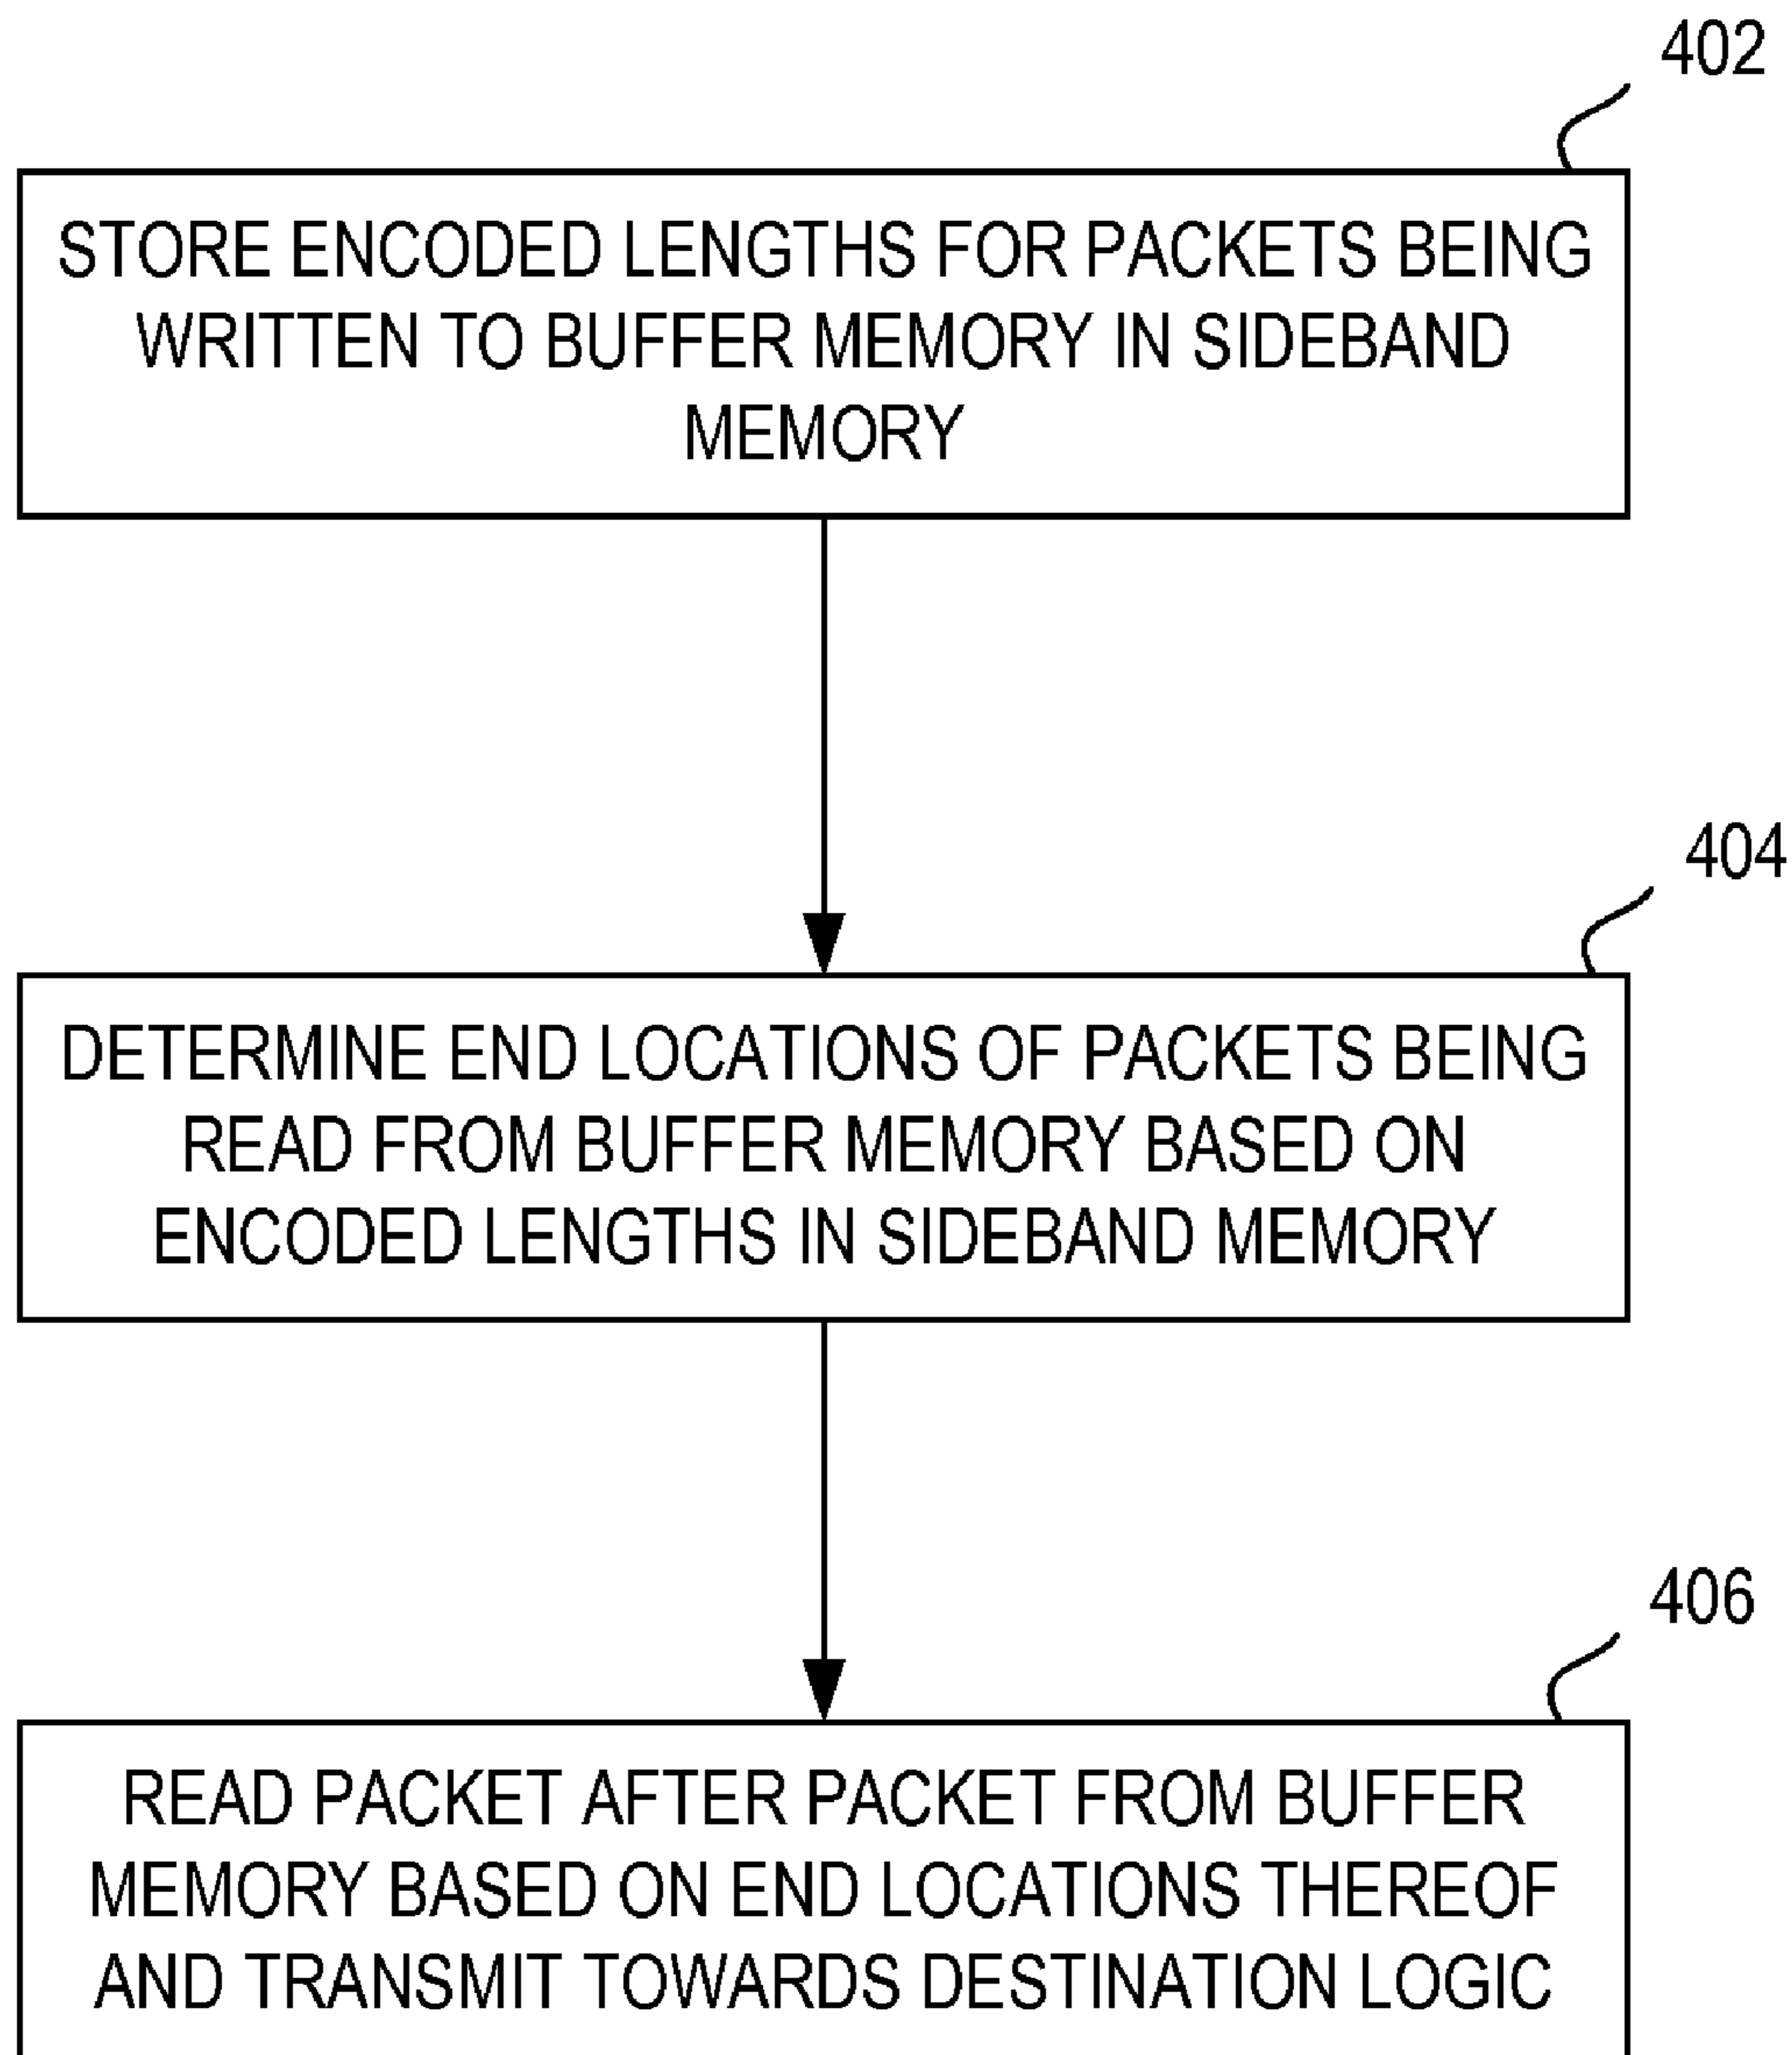 402
STORE ENCODED LENGTHS FOR PACKETS BEING
WRITTEN TO BUFFER MEMORY IN SIDEBAND
MEMORY
404
DETERMINE END LOCATIONS OF PACKETS BEING
READ FROM BUFFER MEMORY BASED ON
ENCODED LENGTHS IN SIDEBAND MEMORY
406
READ PACKET AFTER PACKET FROM BUFFER
MEMORY BASED ON END LOCATIONS THEREOF
AND TRANSMIT TOWARDS DESTINATION LOGIC